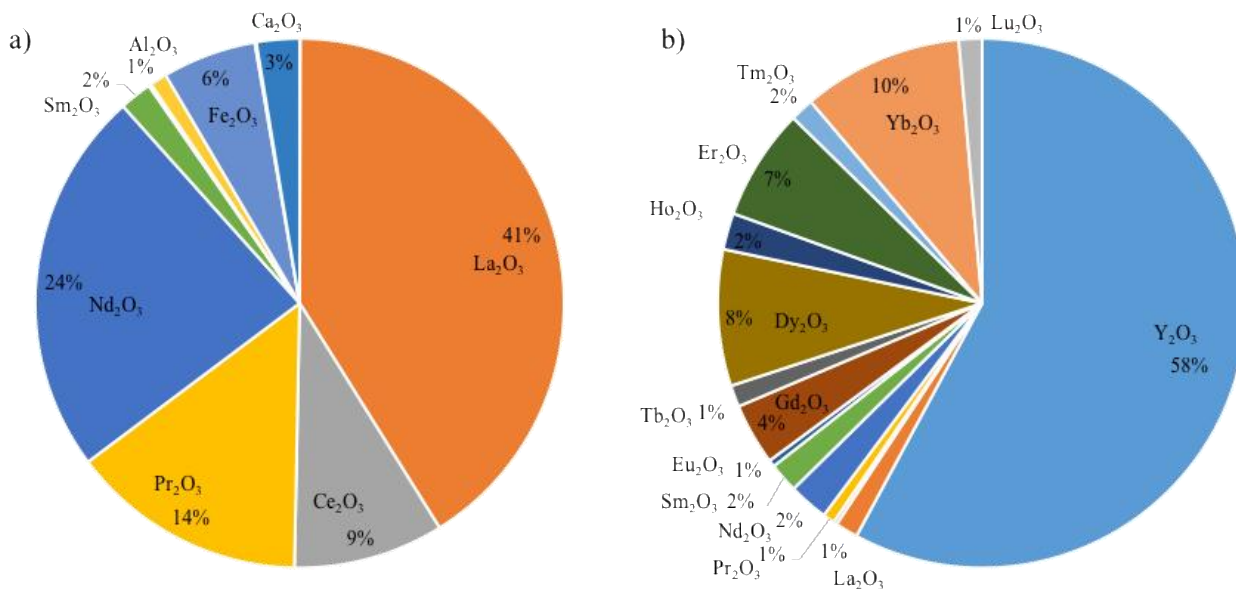 a)
Ca₂O₃
3%
Al₂O₃
1%
2%
Sm₂O₃
6%
Fe₂O₃
41%
La₂O₃
24%
Nd₂O₃
Pr₂O₃
14%
Ce₂O₃
9%
b)
1%
Lu₂O₃
Tm₂O₃
2%
10%
Yb₂O₃
Er₂O₃
7%
Ho₂O₃
2%
8%
Dy₂O₃
Y₂O₃
58%
Tb₂O₃ 1%
Gd₂O₃
4%
Eu₂O₃ 1%
Sm₂O₃ 2%
Nd₂O₃ 2%
Pr₂O₃ 1%
1%
La₂O₃